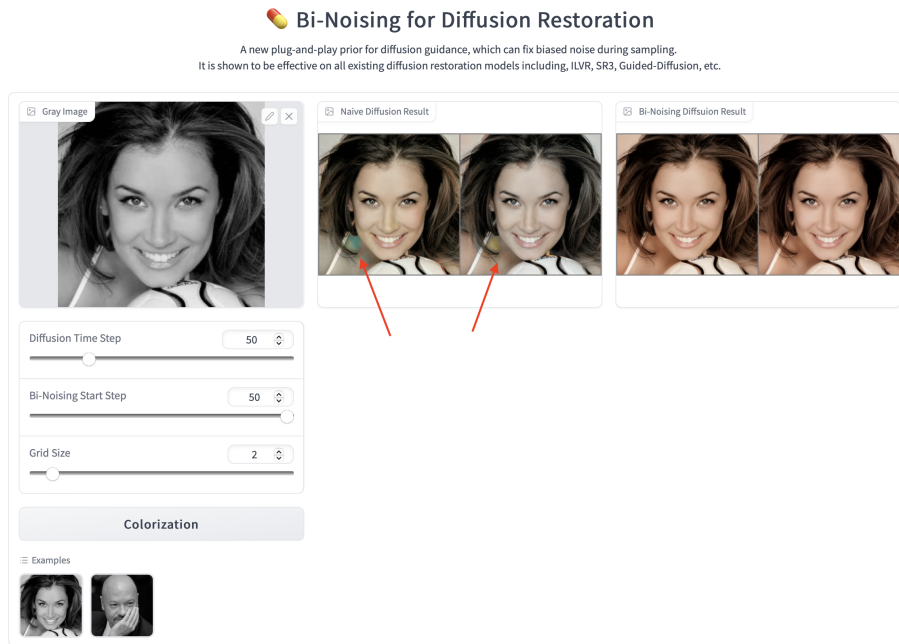 💊 Bi-Noising for Diffusion Restoration
A new plug-and-play prior for diffusion guidance, which can fix biased noise during sampling.
It is shown to be effective on all existing diffusion restoration models including, ILVR, SR3, Guided-Diffusion, etc.
Gray Image
Naive Diffusion Result
Bi-Noising Diffsuion Result
Diffusion Time Step
50
Bi-Noising Start Step
50
Grid Size
2
Colorization
Examples